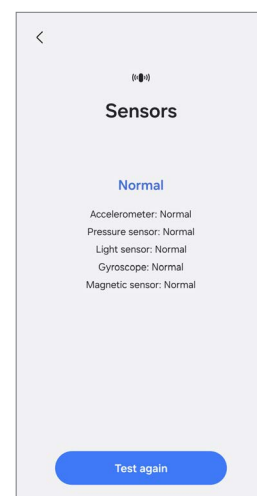 Sensors
Normal
Accelerometer: Normal
Pressure sensor: Normal
Light sensor: Normal
Gyroscope: Normal
Magnetic sensor: Normal
Test again